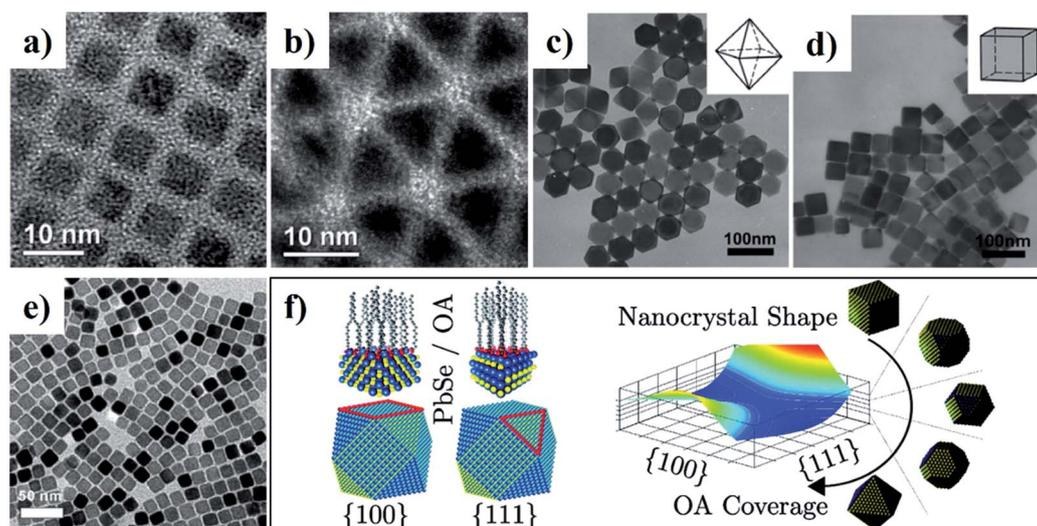 a)
10 nm
b)
10 nm
c)
100nm
d)
100nm
e)
50 nm
f)
PbSe / OA
{100}
{111}
Nanocrystal Shape
{100}
{111}
OA Coverage